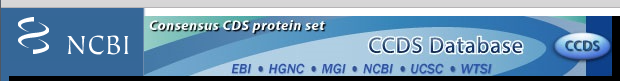 Consensus CDS protein set
NCBI
CCDS Database
CCDS
EBI • HGNC • MGI • NCBI • UCSC • WTSI